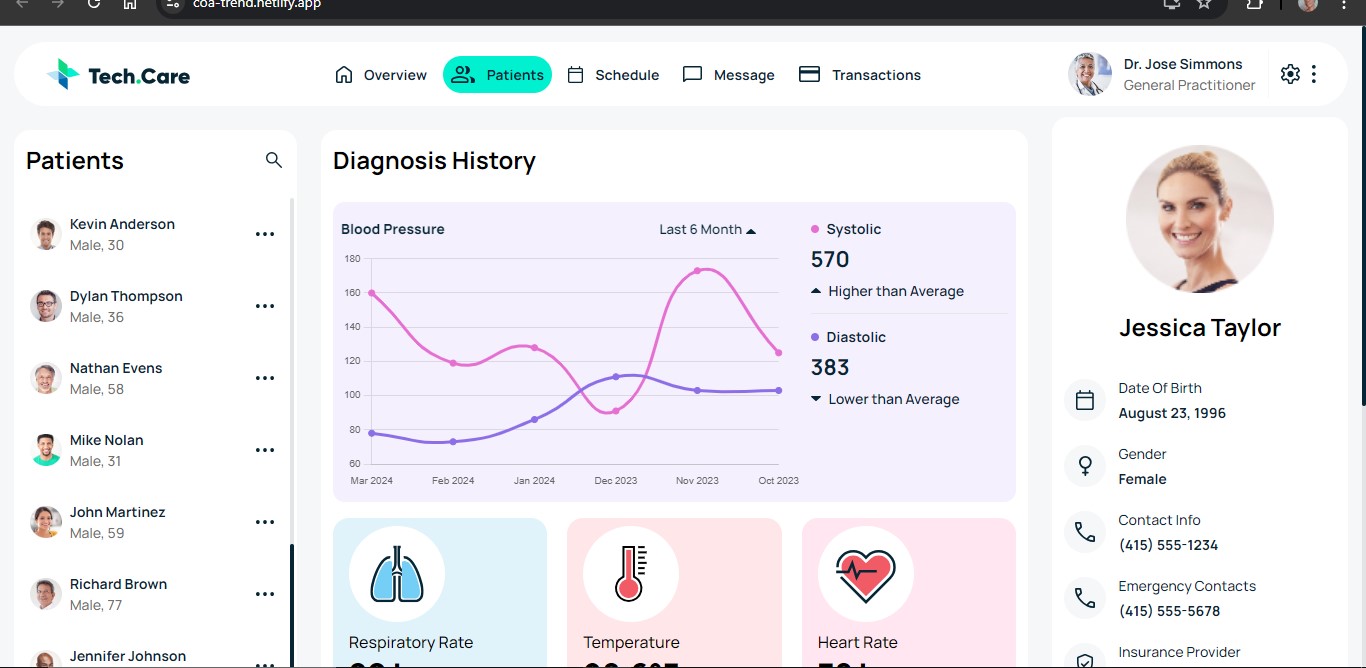 coa-trend.netlify.app
Tech.Care
Overview
Patients
Schedule
Message
Transactions
Dr. Jose Simmons
General Practitioner
Patients
Kevin Anderson
Male, 30
Dylan Thompson
Male, 36
Nathan Evens
Male, 58
Mike Nolan
Male, 31
John Martinez
Male, 59
Richard Brown
Male, 77
Jennifer Johnson
Diagnosis History
Blood Pressure
Last 6 Month
180
160
140
120
100
80
60
Mar 2024
Feb 2024
Jan 2024
Dec 2023
Nov 2023
Oct 2023
Systolic
570
Higher than Average
Diastolic
383
Lower than Average
Respiratory Rate
Temperature
Heart Rate
Jessica Taylor
Date Of Birth
August 23, 1996
Gender
Female
Contact Info
(415) 555-1234
Emergency Contacts
(415) 555-5678
Insurance Provider